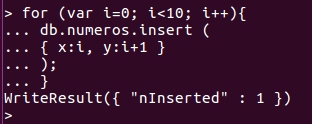 > for (var i=0; i<10; i++){
... db.numeros.insert (
... { x:i, y:i+1 }
... );
... }
WriteResult({ "nInserted" : 1 })
>